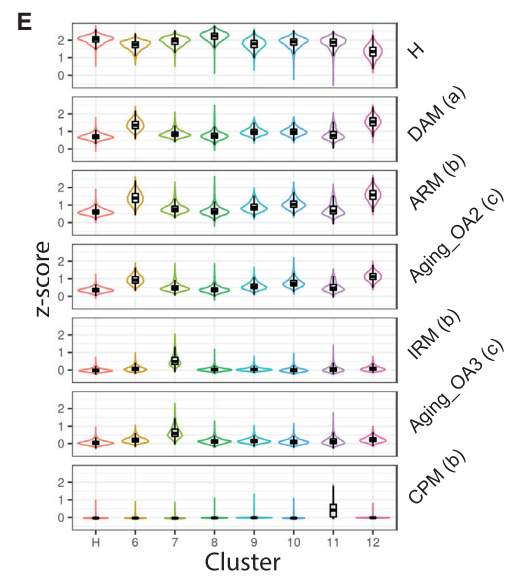 E
2
1
0
H
2
1
0
DAM (a)
2
1
0
ARM (b)
2
1
0
Aging_OA2 (c)
2
1
0
IRM (b)
2
1
0
Aging_OA3 (c)
2
1
0
CPM (b)
z-score
H 6 7 8 9 10 11 12
Cluster